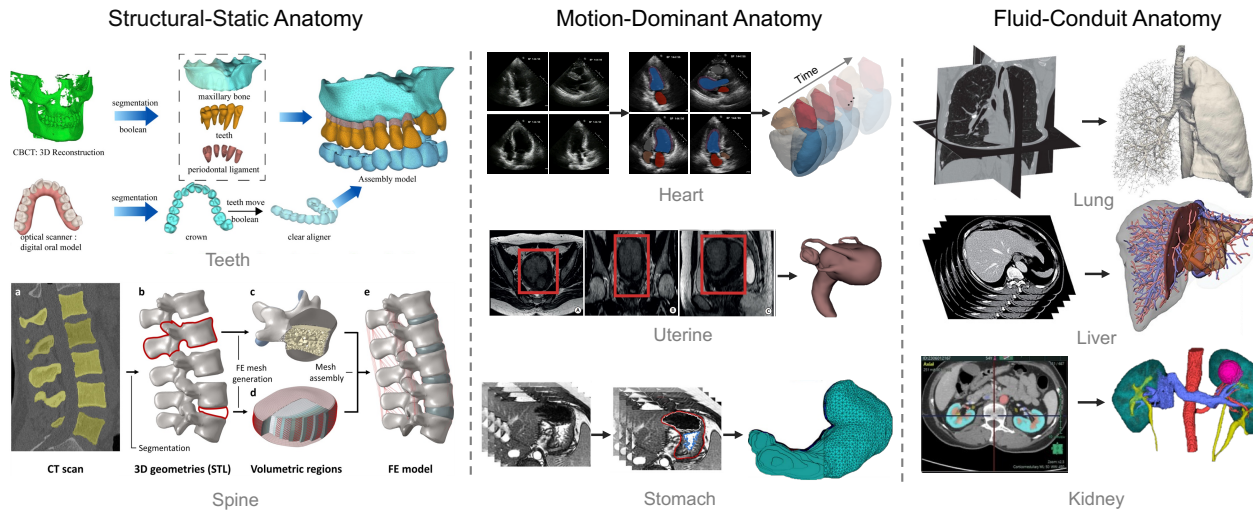 Structural-Static Anatomy
Motion-Dominant Anatomy
Fluid-Conduit Anatomy
segmentation
boolean
CBCT: 3D Reconstruction
maxillary bone
teeth
periodontal ligament
Assembly model
segmentation
teeth move
boolean
optical scanner :
digital oral model
crown
clear aligner
Teeth
a
b
c
e
FE mesh
generation
Mesh
assembly
d
Segmentation
CT scan
3D geometries (STL)
Volumetric regions
FE model
Spine
Time
Heart
A
B
C
Uterine
Stomach
Lung
Liver
Axial
Kidney